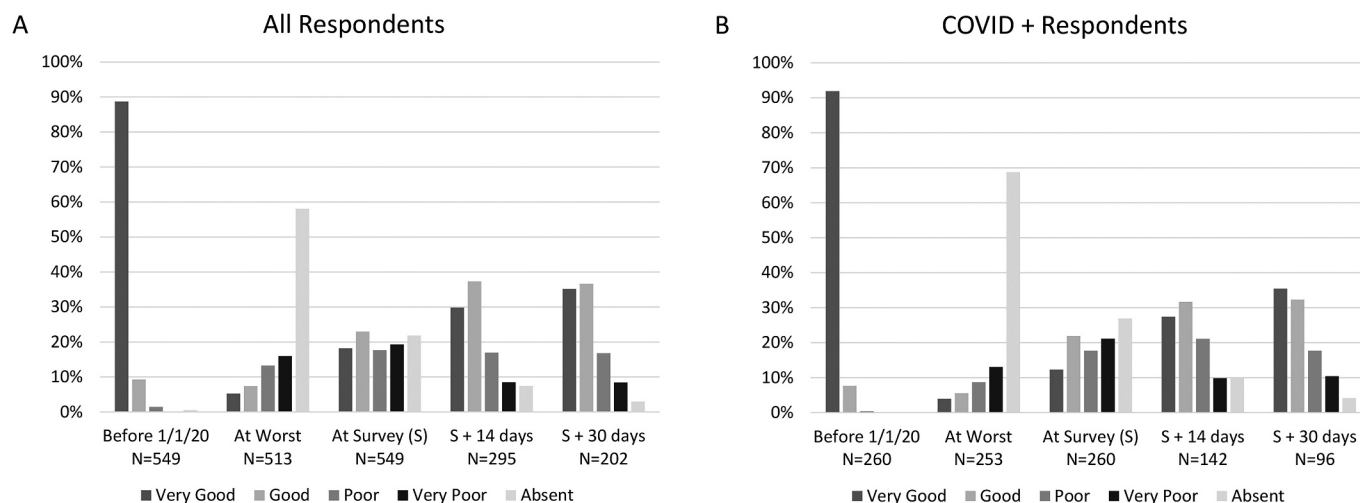 A
All Respondents
100%
90%
80%
70%
60%
50%
40%
30%
20%
10%
0%
Before 1/1/20 At Worst At Survey (S) S + 14 days S + 30 days
N=549 N=513 N=549 N=295 N=202
Very Good Good Poor Very Poor Absent
B
COVID + Respondents
100%
90%
80%
70%
60%
50%
40%
30%
20%
10%
0%
Before 1/1/20 At Worst At Survey (S) S + 14 days S + 30 days
N=260 N=253 N=260 N=142 N=96
Very Good Good Poor Very Poor Absent